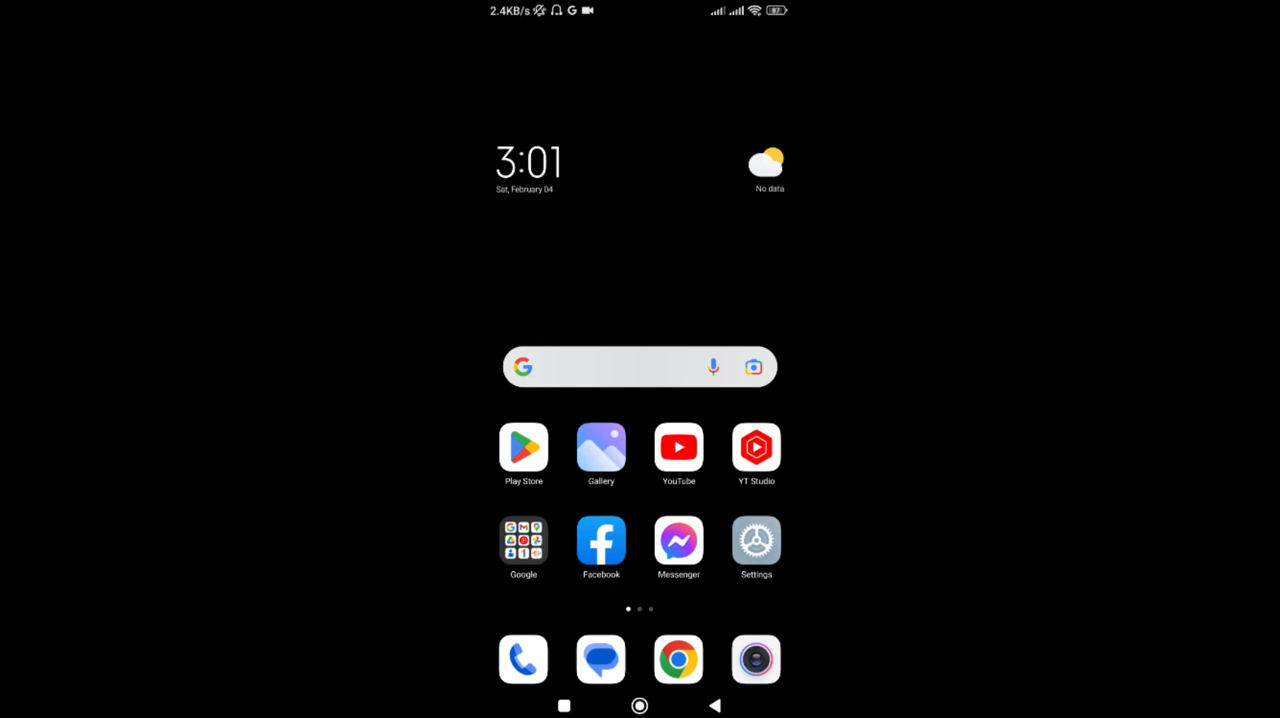 2.4KB/s
87
3:01
Sat, February 04
No data
Play Store
Gallery
YouTube
YT Studio
Google
Facebook
Messenger
Settings